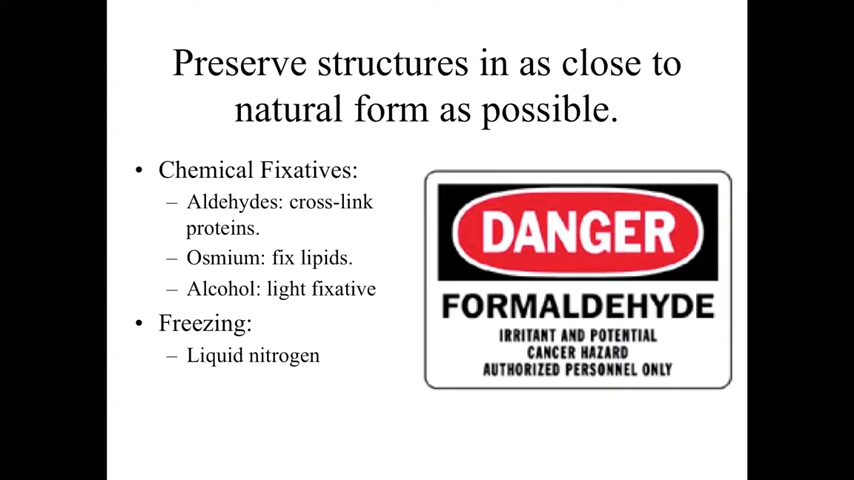 Preserve structures in as close to
natural form as possible.
• Chemical Fixatives:
– Aldehydes: cross-link
proteins.
– Osmium: fix lipids.
– Alcohol: light fixative
• Freezing:
– Liquid nitrogen
DANGER
FORMALDEHYDE
IRRITANT AND POTENTIAL
CANCER HAZARD
AUTHORIZED PERSONNEL ONLY